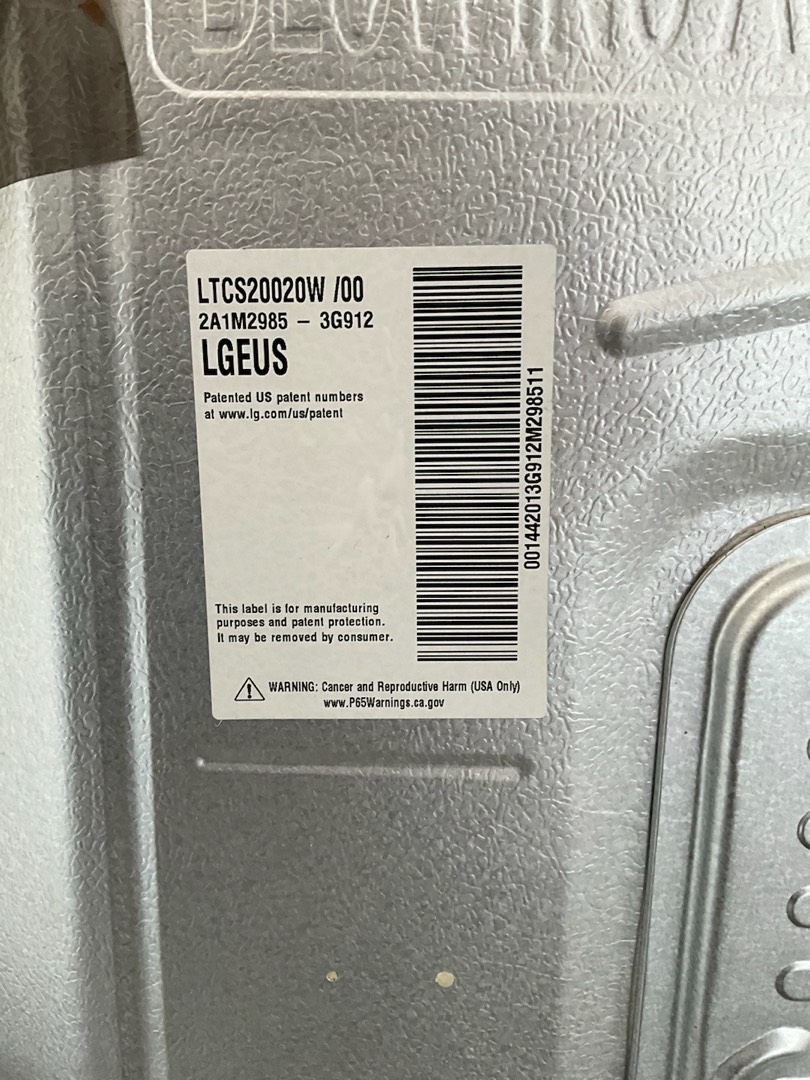 LTCS20020W /00
2A1M2985 – 3G912
LGEUS
Patented US patent numbers
at www.lg.com/us/patent
001442013G912M298511
This label is for manufacturing
purposes and patent protection.
It may be removed by consumer.
WARNING: Cancer and Reproductive Harm (USA Only)
www.P65Warnings.ca.gov